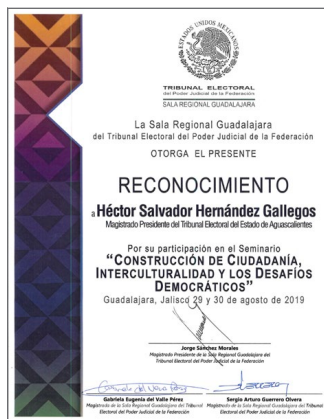 ESTADOS UNIDOS MEXICANOS
TRIBUNAL ELECTORAL
del Poder Judicial de la Federación
SALA REGIONAL GUADALAJARA
La Sala Regional Guadalajara
del Tribunal Electoral del Poder Judicial de la Federación
OTORGA EL PRESENTE
RECONOCIMIENTO
a Héctor Salvador Hernández Gallegos
Magistrado Presidente del Tribunal Electoral del Estado de Aguascalientes
Por su participación en el Seminario
“CONSTRUCCIÓN DE CIUDADANÍA,
INTERCULTURALIDAD Y LOS DESAFÍOS
DEMOCRÁTICOS”
Guadalajara, Jalisco 29 y 30 de agosto de 2019
Jorge Sánchez Morales
Magistrado Presidente de la Sala Regional Guadalajara del
Tribunal Electoral del Poder Judicial de la Federación
Gabriela Eugenia del Valle Pérez
Magistrada de la Sala Regional Guadalajara del Tribunal
Electoral del Poder Judicial de la Federación
Sergio Arturo Guerrero Olvera
Magistrado de la Sala Regional Guadalajara del Tribunal
Electoral del Poder Judicial de la Federación